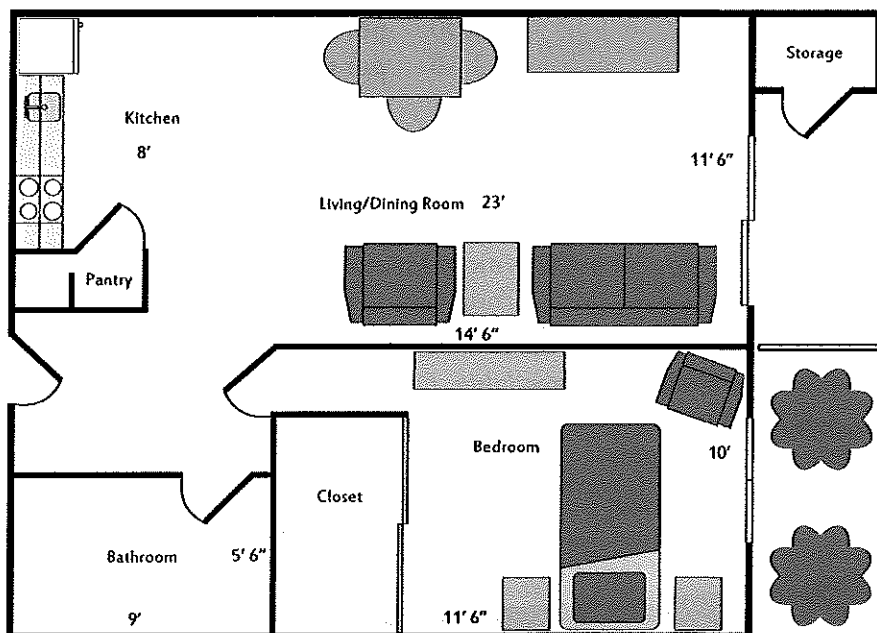 Storage
Kitchen
8'
11' 6"
Living/Dining Room 23'
Pantry
14' 6"
Bedroom
10'
Closet
Bathroom
5' 6"
9'
11' 6"